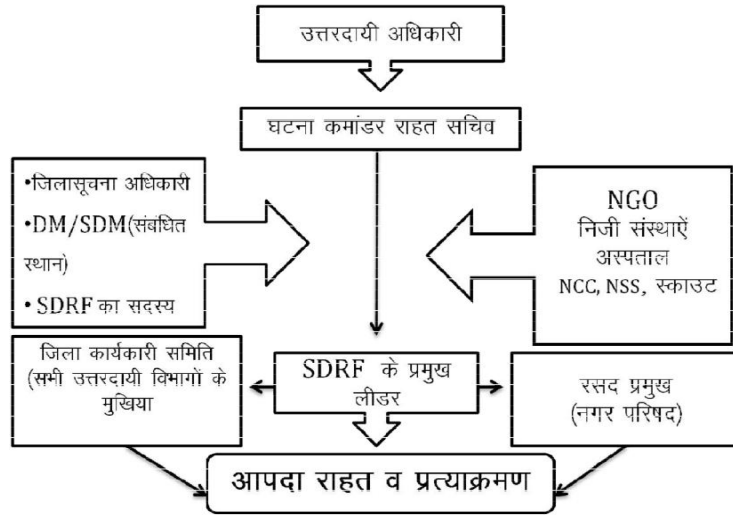 उत्तरदायी अधिकारी
घटना कमांडर राहत सचिव
•जिलासूचना अधिकारी
•DM/SDM(संबधित
स्थान)
•SDRF का सदस्य
NGO
निजी संस्थाऐं
अस्पताल
NCC, NSS, स्काउट
जिला कार्यकारी समिति
(सभी उत्तरदायी विभागों के
मुखिया
SDRF के प्रमुख
लीडर
रसद प्रमुख
(नगर परिषद)
आपदा राहत व प्रत्याक्रमण